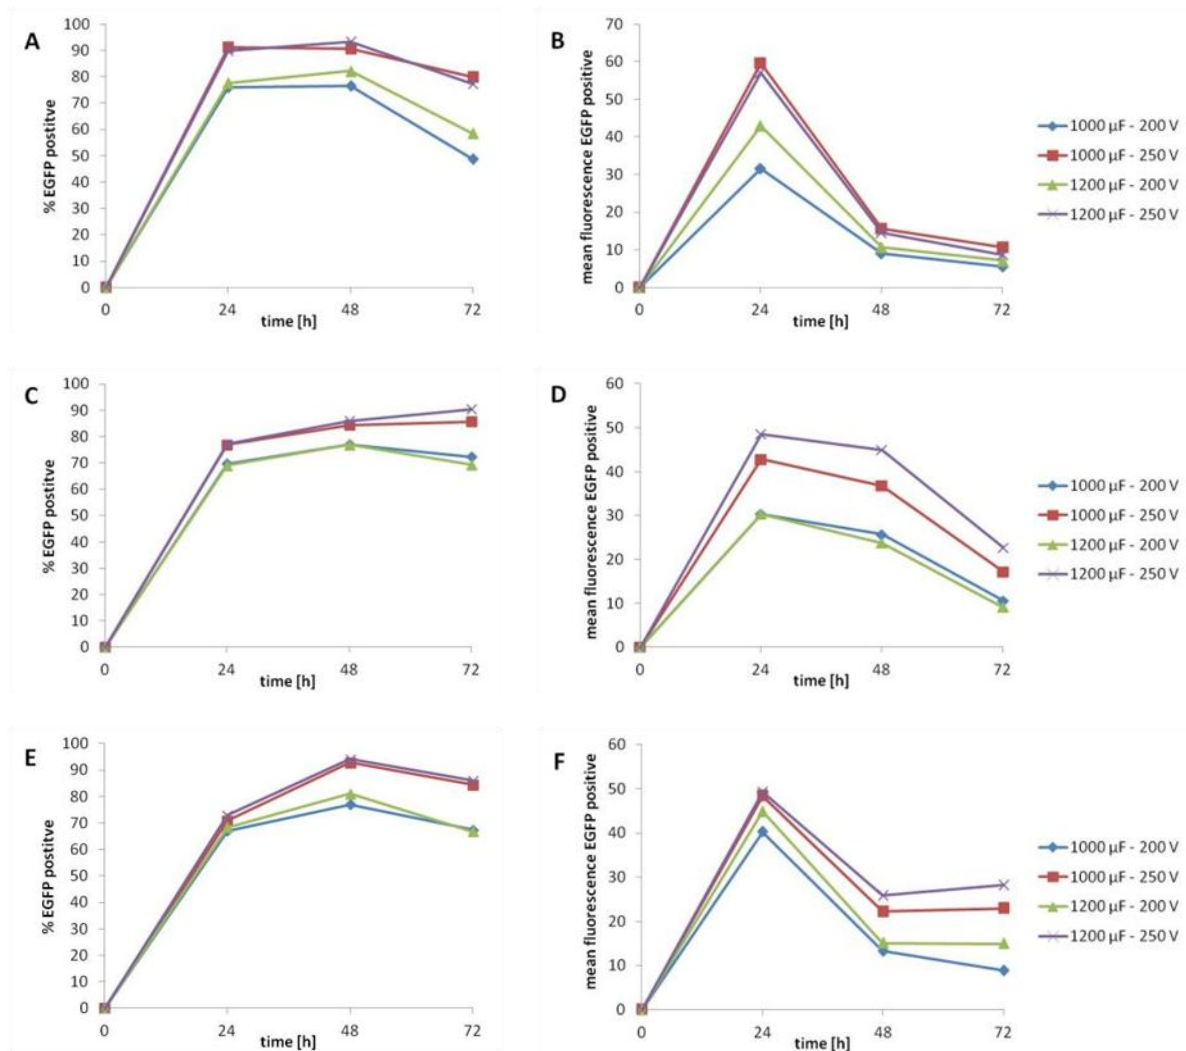 A
% EGFP postitve
100
90
80
70
60
50
40
30
20
10
0
0 24 48 72
time [h]
B
mean fluorescence EGFP positive
70
60
50
40
30
20
10
0
0 24 48 72
time [h]
1000 µF - 200 V
1000 µF - 250 V
1200 µF - 200 V
1200 µF - 250 V
C
% EGFP postitve
100
90
80
70
60
50
40
30
20
10
0
0 24 48 72
time [h]
D
mean fluorescence EGFP positive
60
50
40
30
20
10
0
0 24 48 72
time [h]
1000 µF - 200 V
1000 µF - 250 V
1200 µF - 200 V
1200 µF - 250 V
E
% EGFP postitve
100
90
80
70
60
50
40
30
20
10
0
0 24 48 72
time [h]
F
mean fluorescence EGFP positive
60
50
40
30
20
10
0
0 24 48 72
time [h]
1000 µF - 200 V
1000 µF - 250 V
1200 µF - 200 V
1200 µF - 250 V